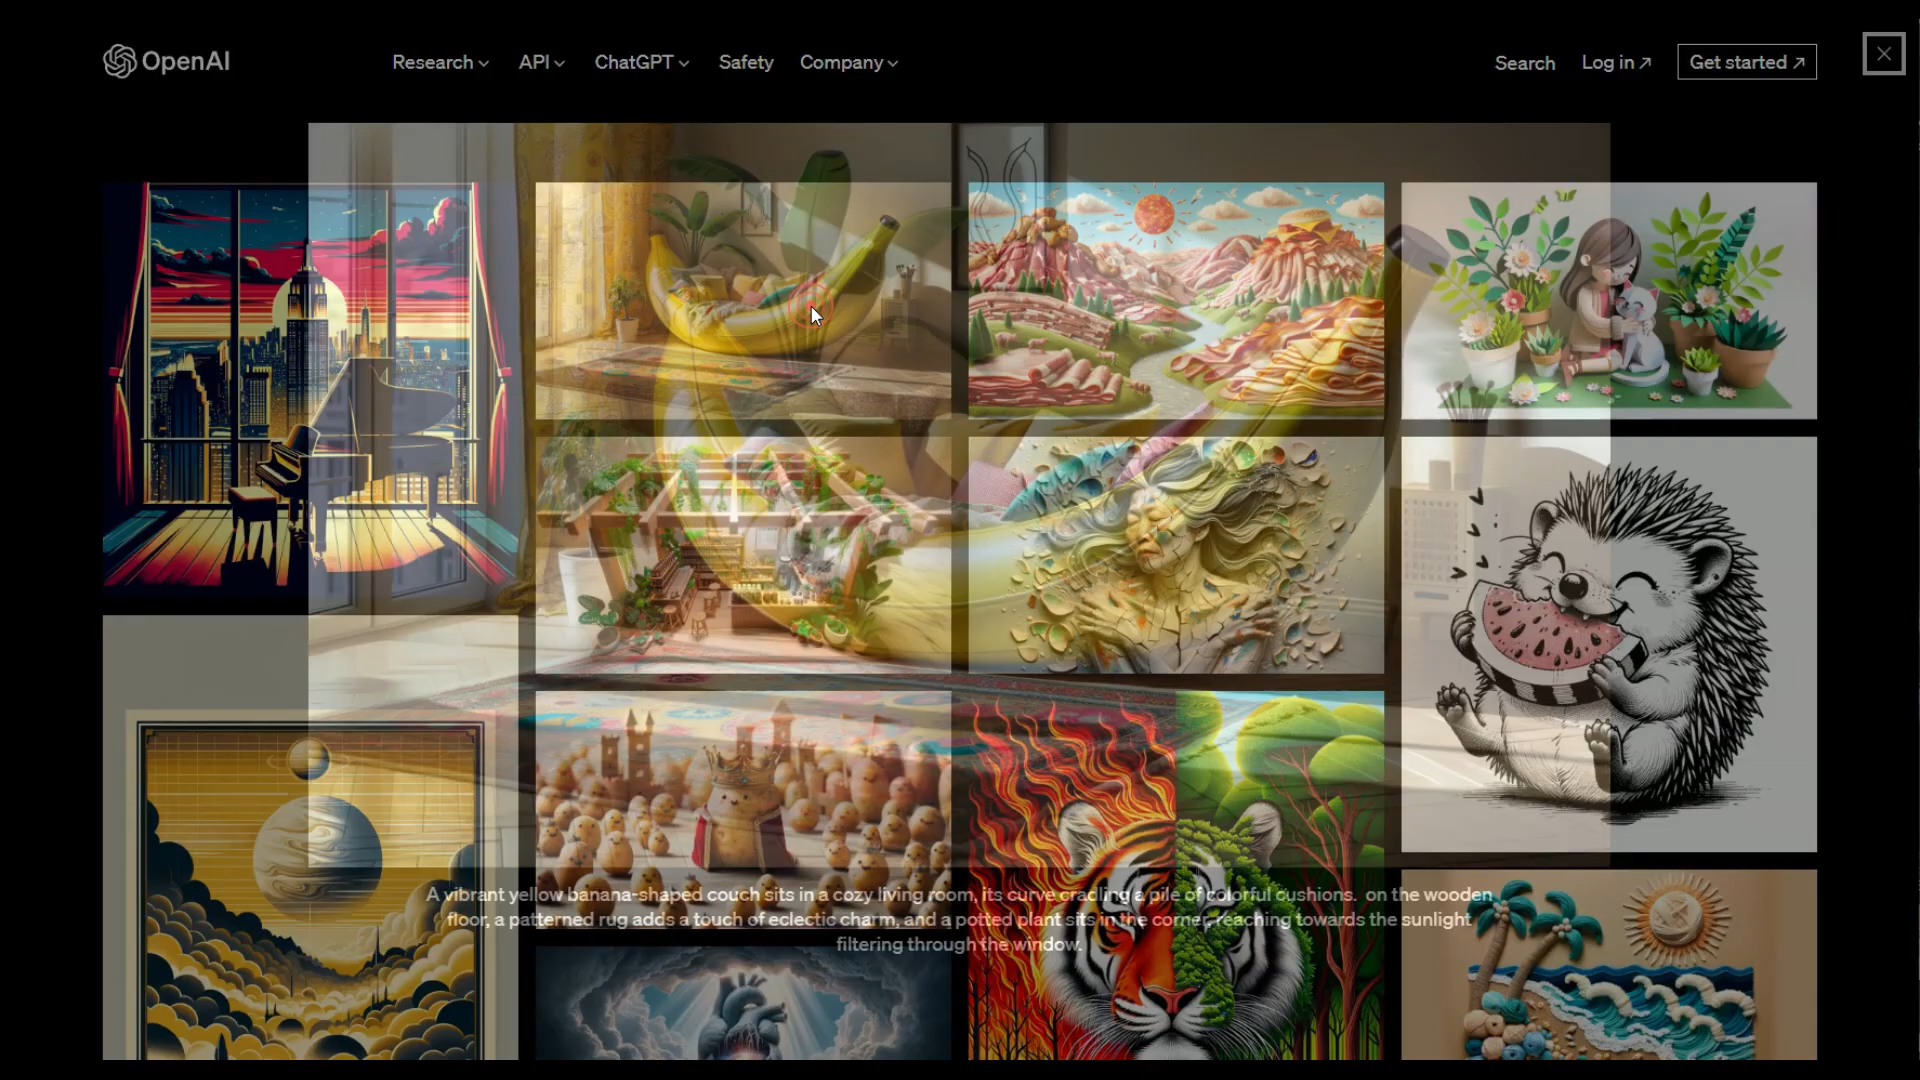 OpenAI
Research
API
ChatGPT
Safety
Company
Search
Log in ↗
Get started ↗
A vibrant yellow banana-shaped couch sits in a cozy living room, its curve cradling a pile of colorful cushions. on the wooden
floor, a patterned rug adds a touch of eclectic charm, and a potted plant sits in the corner, reaching towards the sunlight
filtering through the window.